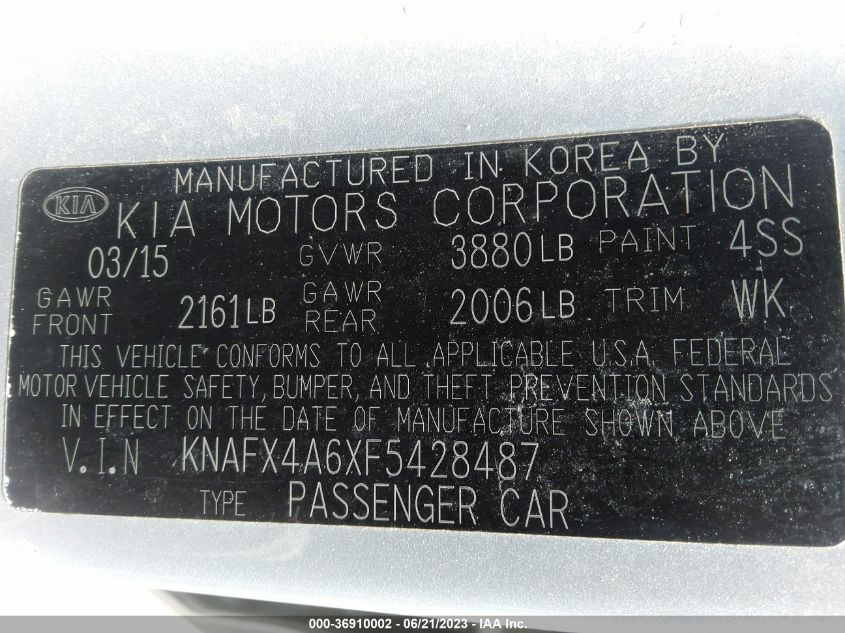 MANUFACTURED IN KOREA BY
KIA KIA MOTORS CORPORATION
03/15 GVWR 3880LB PAINT 4SS
GAWR FRONT 2161LB GAWR REAR 2006LB TRIM WK
THIS VEHICLE CONFORMS TO ALL APPLICABLE U.S.A. FEDERAL
MOTOR VEHICLE SAFETY, BUMPER, AND THEFT PREVENTION STANDARDS
IN EFFECT ON THE DATE OF MANUFACTURE SHOWN ABOVE
V.I.N KNAFX4A6XF5428487
TYPE PASSENGER CAR
000-36910002 - 06/21/2023 - IAA Inc.